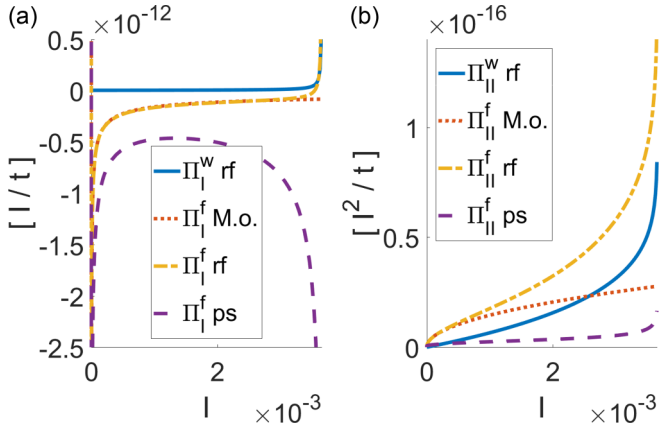 (a)
×10⁻¹²
0.5
0
-0.5
-1
-1.5
-2
-2.5
[ I / t ]
Π_I^w rf
Π_I^f M.o.
Π_I^f rf
Π_I^f ps
0
2
I
×10⁻³
(b)
×10⁻¹⁶
1
0.5
0
[ I² / t ]
Π_II^w rf
Π_II^f M.o.
Π_II^f rf
Π_II^f ps
0
2
I
×10⁻³